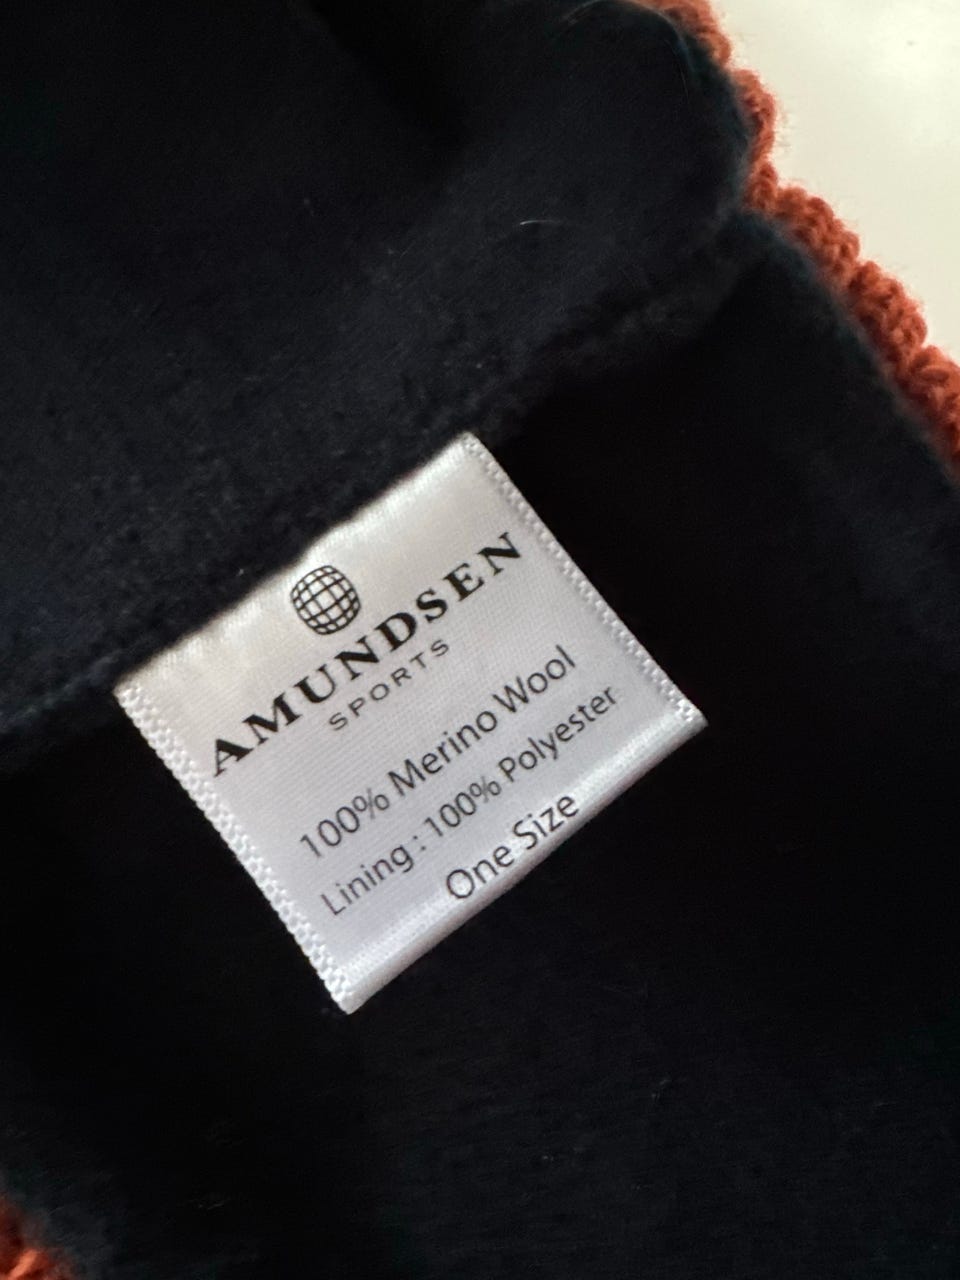 AMUNDSEN
SPORTS
100% Merino Wool
Lining : 100% Polyester
One Size